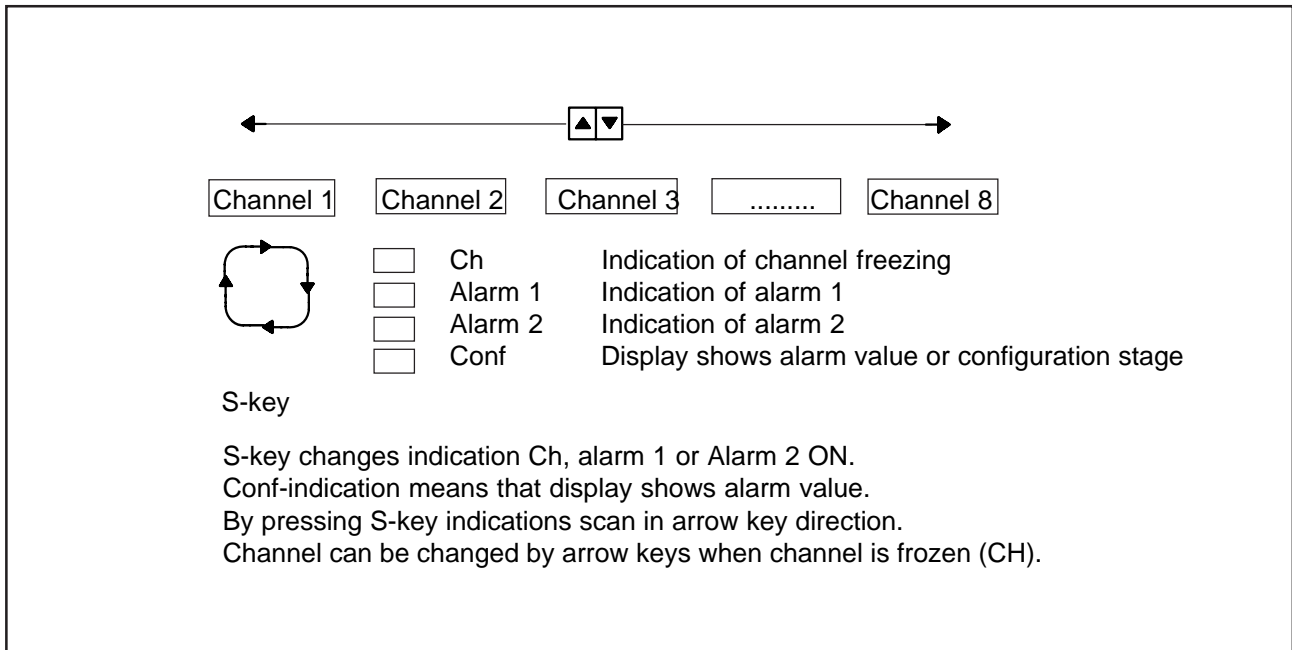 Channel 1 Channel 2 Channel 3 ......... Channel 8
Ch Indication of channel freezing
Alarm 1 Indication of alarm 1
Alarm 2 Indication of alarm 2
Conf Display shows alarm value or configuration stage
S-key
S-key changes indication Ch, alarm 1 or Alarm 2 ON.
Conf-indication means that display shows alarm value.
By pressing S-key indications scan in arrow key direction.
Channel can be changed by arrow keys when channel is frozen (CH).